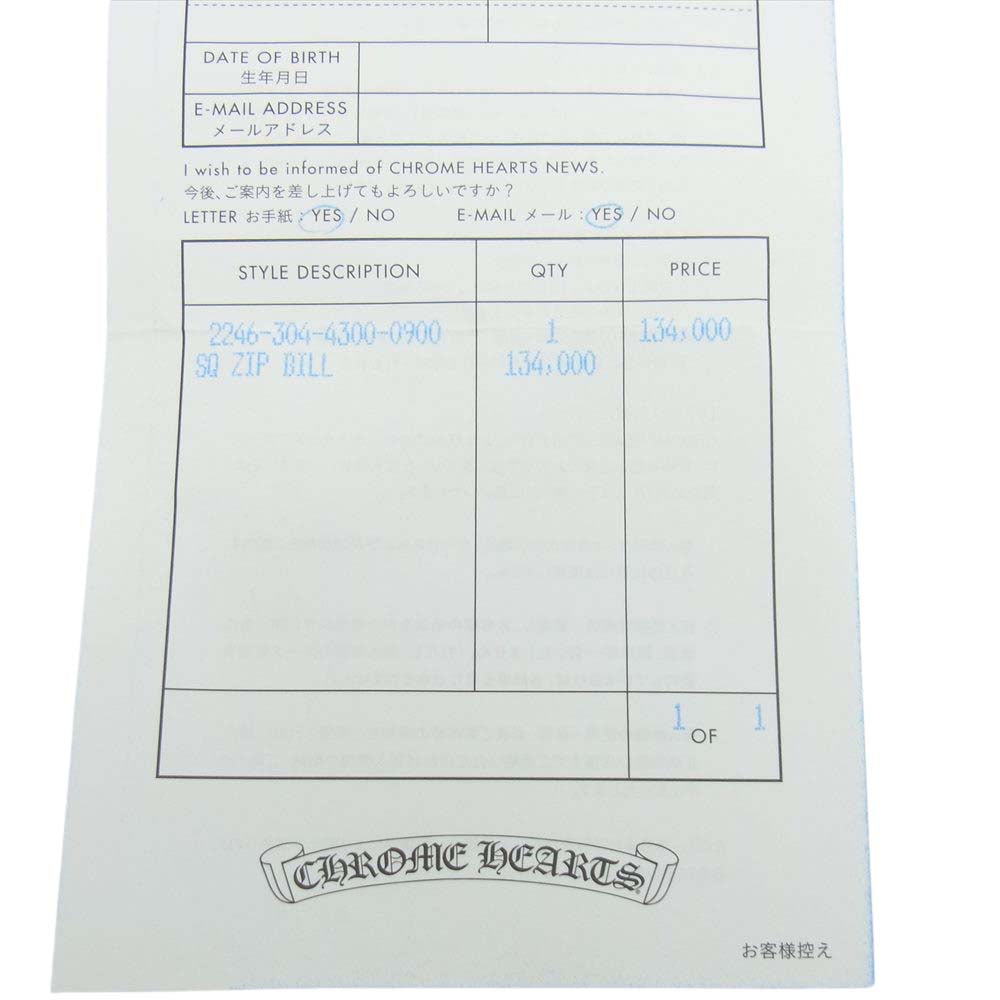 DATE OF BIRTH
生年月日
E-MAIL ADDRESS
メールアドレス
I wish to be informed of CHROME HEARTS NEWS.
今後、ご案内を差し上げてもよろしいですか？
LETTER お手紙 : YES / NO E-MAIL メール : YES / NO
STYLE DESCRIPTION QTY PRICE
2246-304-4300-0900 1 134,000
SQ ZIP BILL 134,000
1 OF 1
CHROME HEARTS
お客様控え